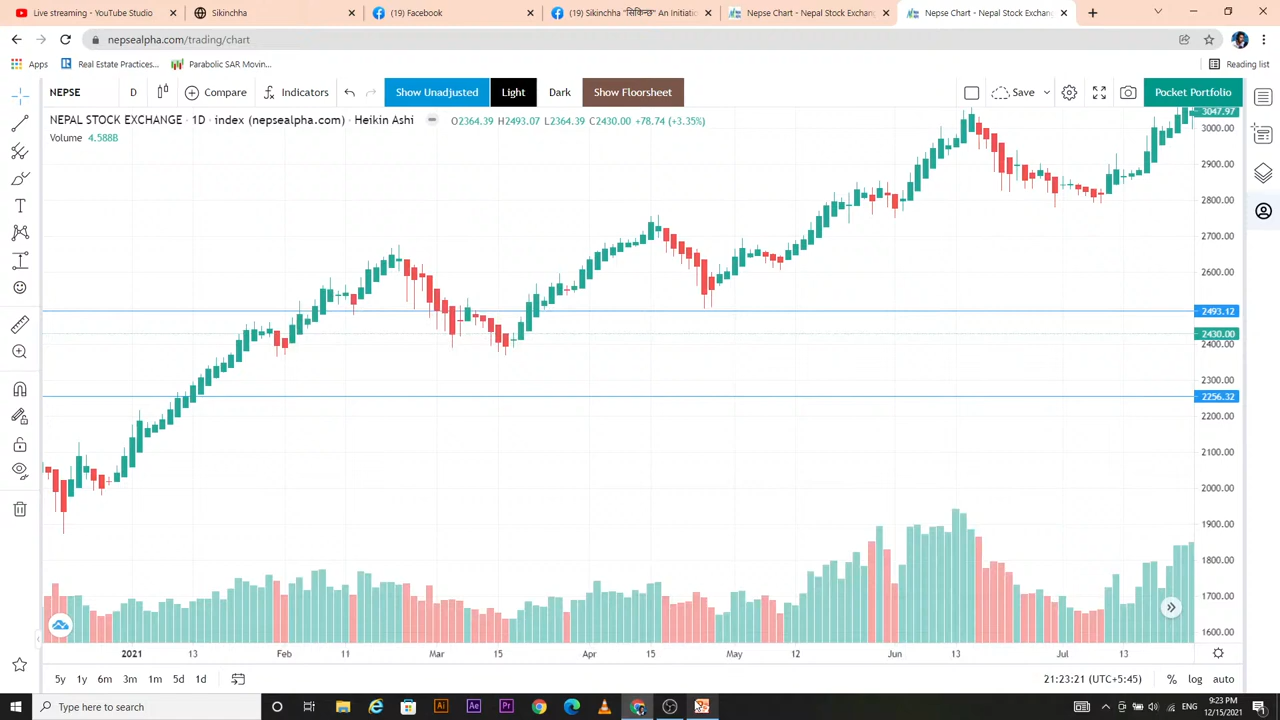 Live streaming - YouTube Studio
Sikinchha
(19) Facebook
(19) Sikinchha "सिकिन्छ" An Initiati
Nepse Chart - Nepal Stock Exchan
Nepse Chart - Nepal Stock Exchan
nepsealpha.com/trading/chart
Apps
Real Estate Practices...
Parabolic SAR Movin...
Reading list
NEPSE
D
Compare
Indicators
Show Unadjusted
Light
Dark
Show Floorsheet
Save
Pocket Portfolio
NEPAL STOCK EXCHANGE · 1D · index (nepsealpha.com) · Heikin Ashi
O2364.39 H2493.07 L2364.39 C2430.00 +78.74 (+3.35%)
Volume 4.588B
3047.97
3000.00
2900.00
2800.00
2700.00
2600.00
2493.12
2430.00
2400.00
2300.00
2256.32
2200.00
2100.00
2000.00
1900.00
1800.00
1700.00
1600.00
2021 13 Feb 11 Mar 15 Apr 15 May 12 Jun 13 Jul 13
5y 1y 6m 3m 1m 5d 1d
21:23:21 (UTC+5:45)
% log auto
Type here to search
ENG
9:23 PM
12/15/2021